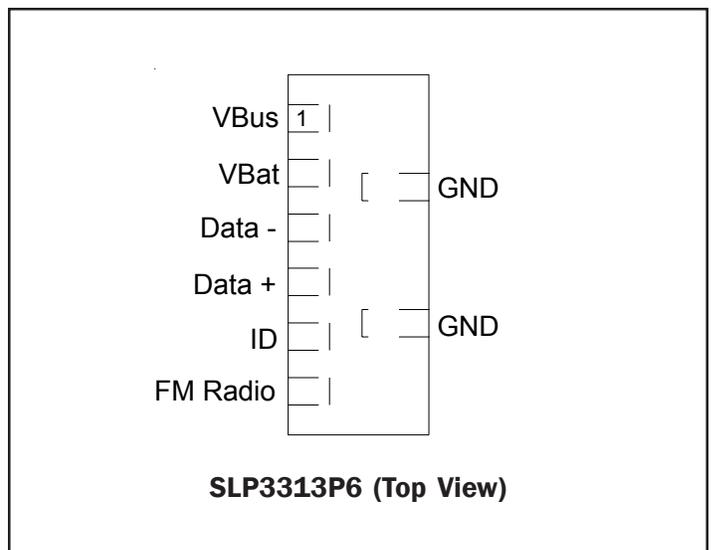 VBus 1
VBat
GND
Data -
Data +
GND
ID
FM Radio
SLP3313P6 (Top View)